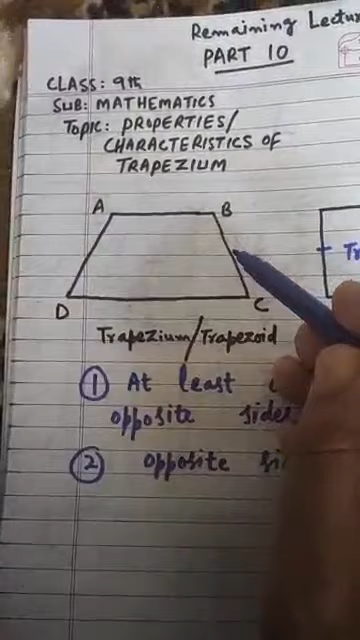 Remaining
PART 10
CLASS: 9th
SUB: MATHEMATICS
TOPIC: PROPERTIES/
CHARACTERISTICS OF
TRAPEZIUM
A B
D C
Trapezium/Trapezoid
① At least
opposite sides
② opposite